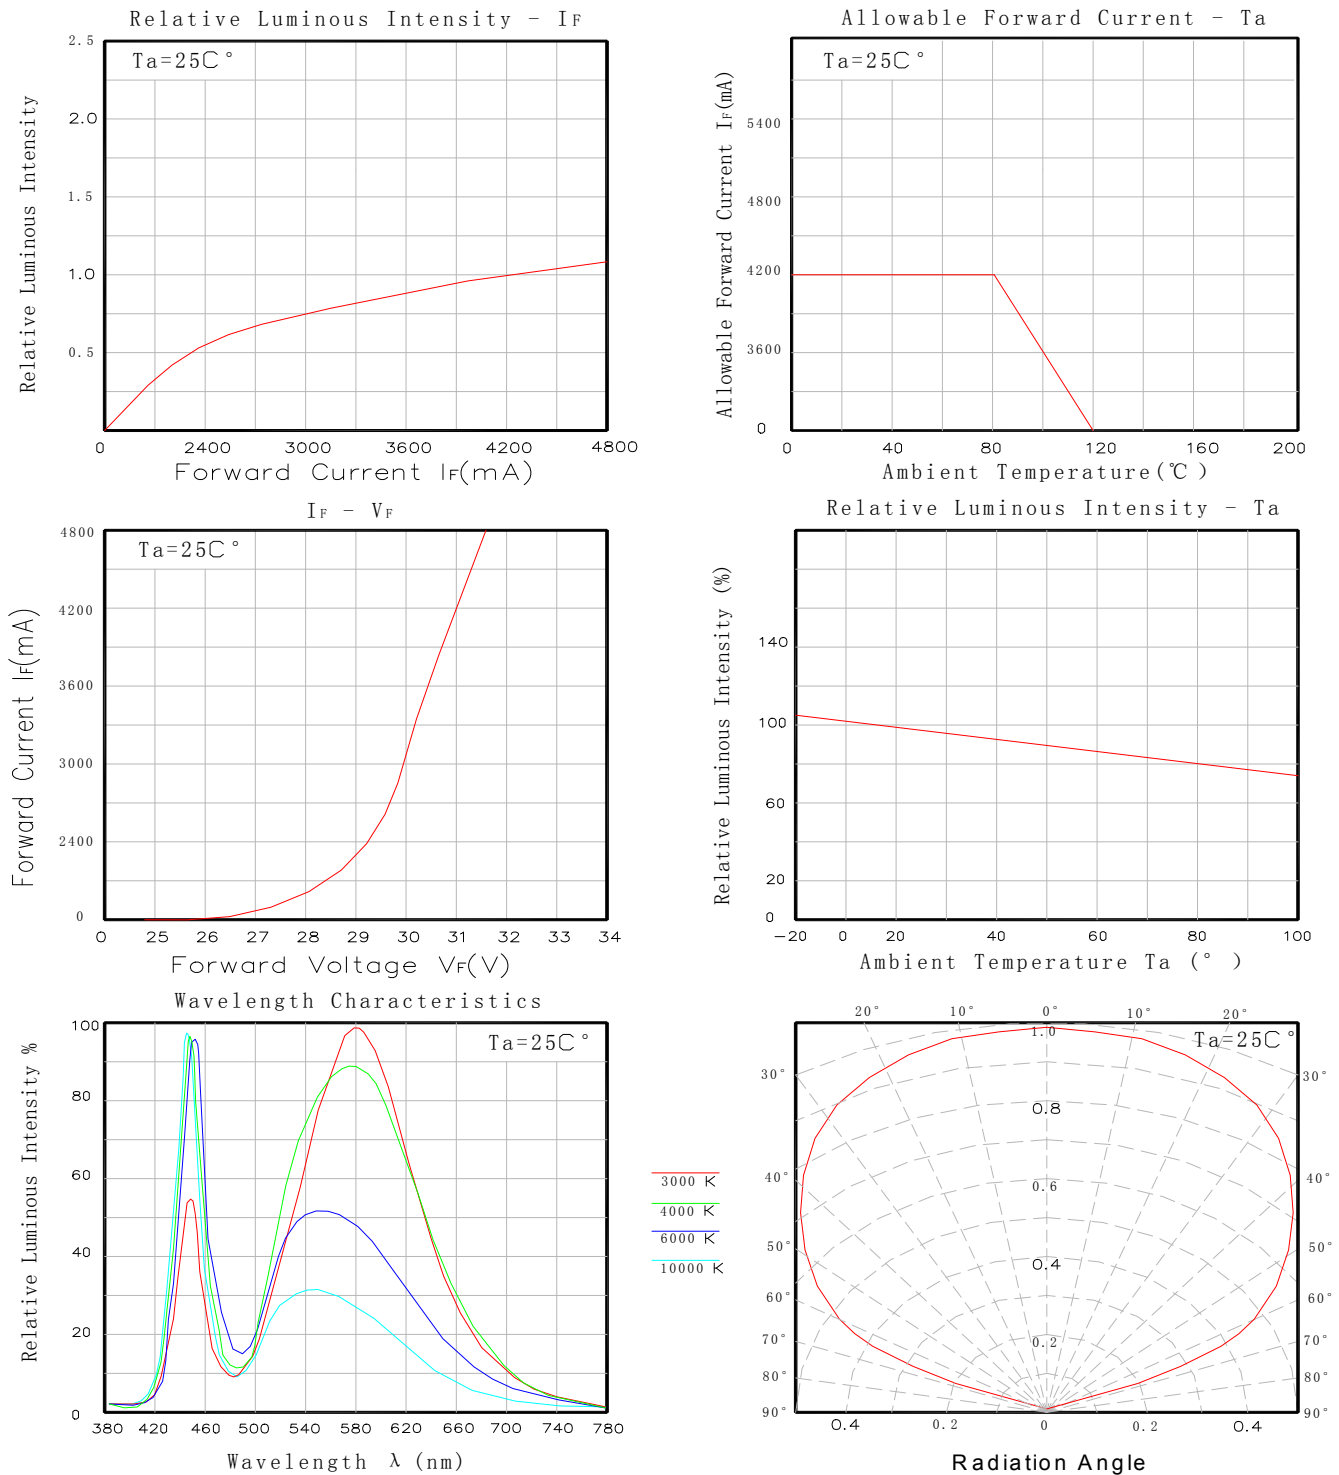 Relative Luminous Intensity - IF
Ta=25C°
Relative Luminous Intensity
2.5
2.0
1.5
1.0
0.5
0 2400 3000 3600 4200 4800
Forward Current IF(mA)
Allowable Forward Current - Ta
Ta=25C°
Allowable Forward Current IF(mA)
5400
4800
4200
3600
0
0 40 80 120 160 200
Ambient Temperature(℃ )
IF - VF
Ta=25C°
Forward Current IF(mA)
4800
4200
3600
3000
2400
0
0 25 26 27 28 29 30 31 32 33 34
Forward Voltage VF(V)
Relative Luminous Intensity - Ta
Relative Luminous Intensity (%)
140
100
60
20
0
-20 0 20 40 60 80 100
Ambient Temperature Ta (° )
Wavelength Characteristics
Ta=25C°
Relative Luminous Intensity %
100
80
60
40
20
0
380 420 460 500 540 580 620 660 700 740 780
Wavelength λ (nm)
3000 K
4000 K
6000 K
10000 K
20° 10° 0° 10° 20°
Ta=25C°
1.0
30° 30°
0.8
40° 0.6 40°
50° 0.4 50°
60° 60°
70° 0.2 70°
80° 80°
90° 90°
0.4 0.2 0 0.2 0.4
Radiation Angle